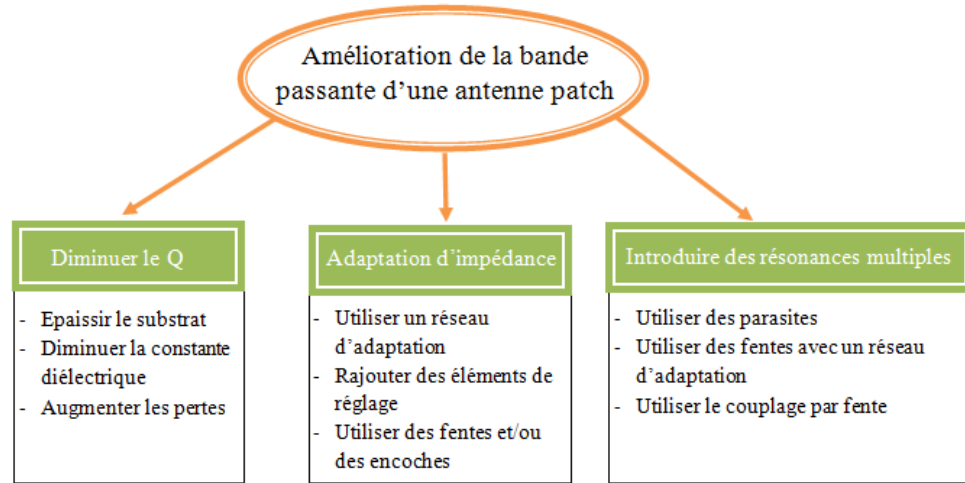 Amélioration de la bande
passante d’une antenne patch
Diminuer le Q
- Epaissir le substrat
- Diminuer la constante
diélectrique
- Augmenter les pertes
Adaptation d’impédance
- Utiliser un réseau
d’adaptation
- Rajouter des éléments de
réglage
- Utiliser des fentes et/ou
des encoches
Introduire des résonances multiples
- Utiliser des parasites
- Utiliser des fentes avec un réseau
d’adaptation
- Utiliser le couplage par fente